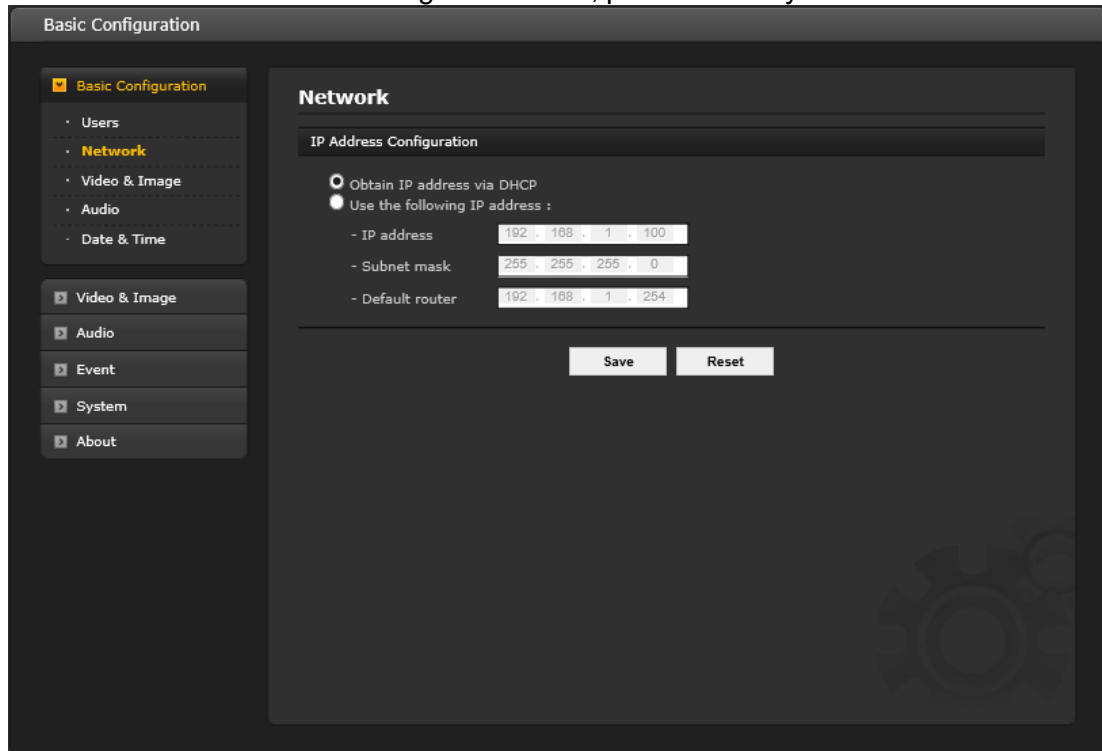 Basic Configuration
Basic Configuration
· Users
· Network
· Video & Image
· Audio
· Date & Time
Video & Image
Audio
Event
System
About
Network
IP Address Configuration
Obtain IP address via DHCP
Use the following IP address :
- IP address 192 . 168 . 1 . 100
- Subnet mask 255 . 255 . 255 . 0
- Default router 192 . 168 . 1 . 254
Save Reset